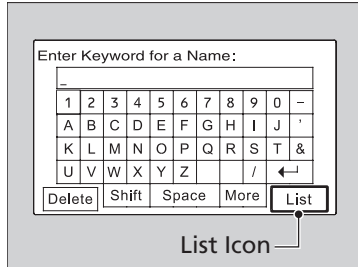 Enter Keyword for a Name:
_
1 2 3 4 5 6 7 8 9 0 –
A B C D E F G H I J '
K L M N O P Q R S T &
U V W X Y Z /
Delete Shift Space More List
List Icon